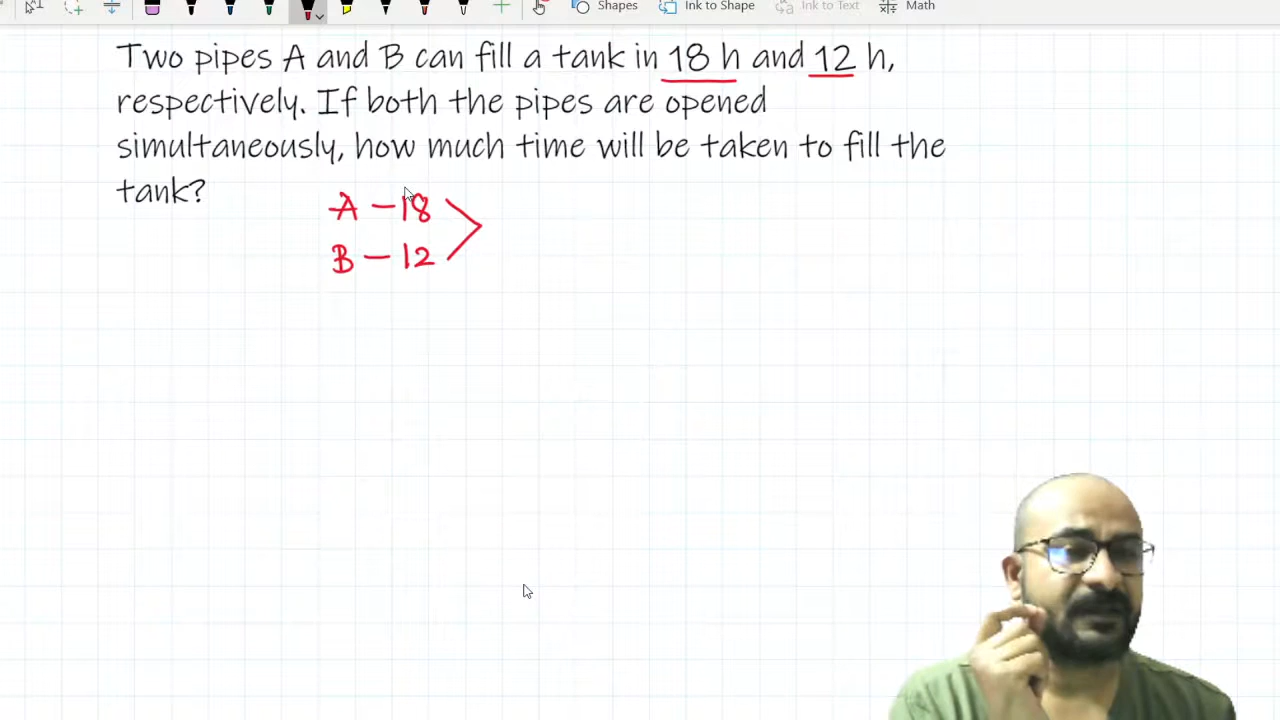 Shapes Ink to Shape Ink to Text Math
Two pipes A and B can fill a tank in 18 h and 12 h,
respectively. If both the pipes are opened
simultaneously, how much time will be taken to fill the
tank?
A – 18
B – 12